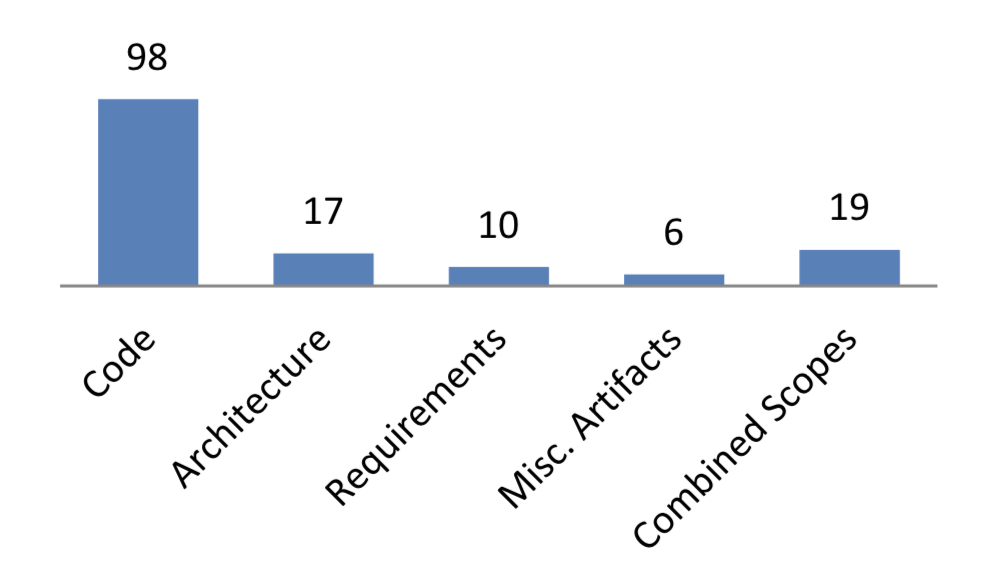 98
17
10
6
19
Code
Architecture
Requirements
Misc. Artifacts
Combined Scopes